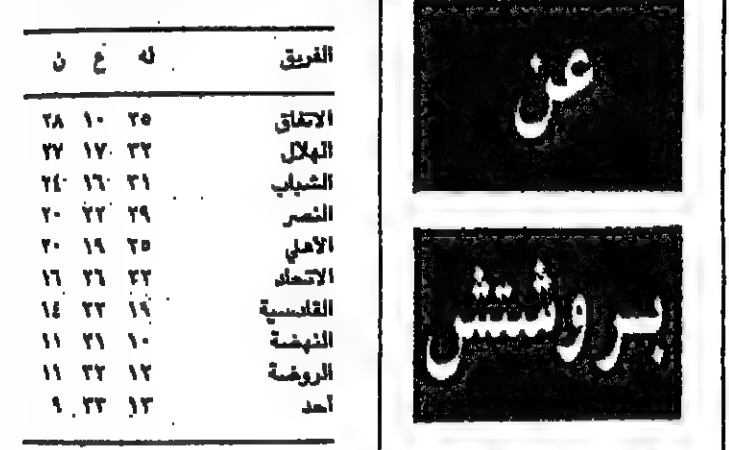 عن
بروشتش
الفريق له ع ن
الاتفاق ٣٥ ١٠ ٢٨
الهلال ٣٢ ١٧ ٢٧
الشباب ٣١ ١٦ ٢٤
النصر ٢٩ ٢٢ ٢٠
الأهلي ٢٥ ١٩ ٢٠
الاتحاد ٢٦ ١٦
القادسية ١٩ ٢٣ ١٤
النهضة ١٠ ٢١ ١١
الروضة ١٢ ٢٢ ١١
أحد ١٣ ٣٣ ٩